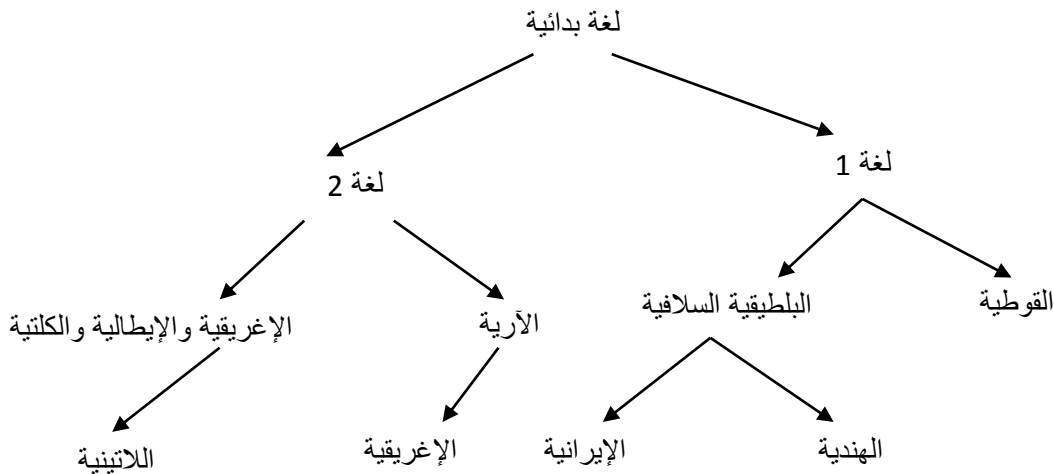 لغة بدائية
لغة 1
لغة 2
القوطية
البلطيقية السلافية
الآرية
الإغريقية والإيطالية والكلتية
الهندية
الإيرانية
الإغريقية
اللاتينية